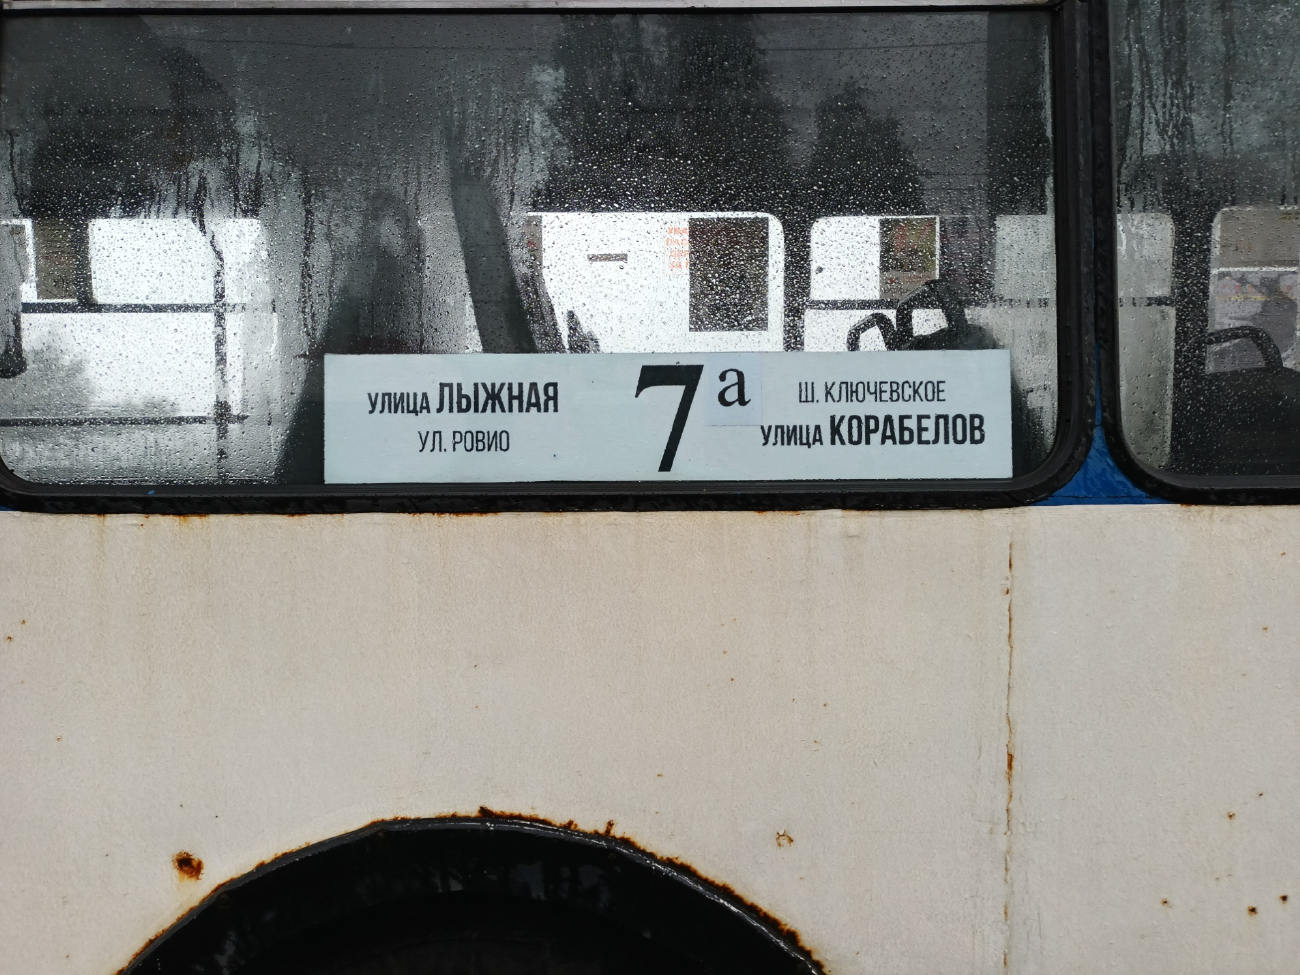 УЛИЦА ЛЫЖНАЯ
УЛ. РОВИО
7а
Ш. КЛЮЧЕВСКОЕ
УЛИЦА КОРАБЕЛОВ